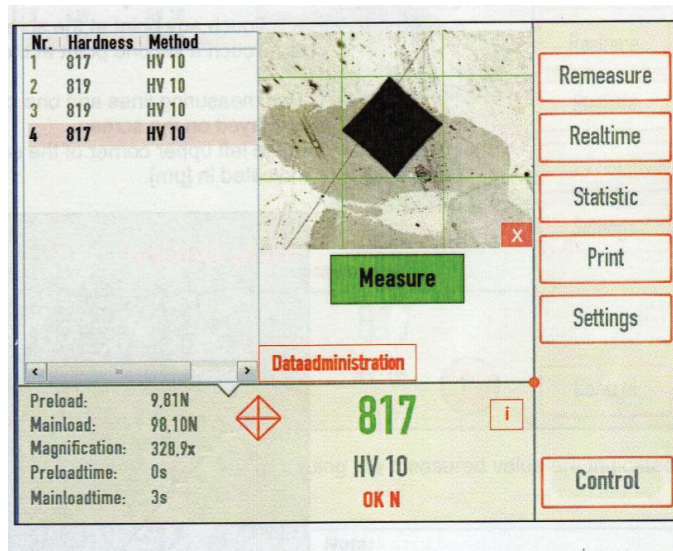 Nr. Hardness Method
1 817 HV 10
2 819 HV 10
3 819 HV 10
4 817 HV 10
X
Measure
Dataadministration
Remeasure
Realtime
Statistic
Print
Settings
Control
Preload: 9,81N
Mainload: 98,10N
Magnification: 328,9x
Preloadtime: 0s
Mainloadtime: 3s
817
i
HV 10
OK N